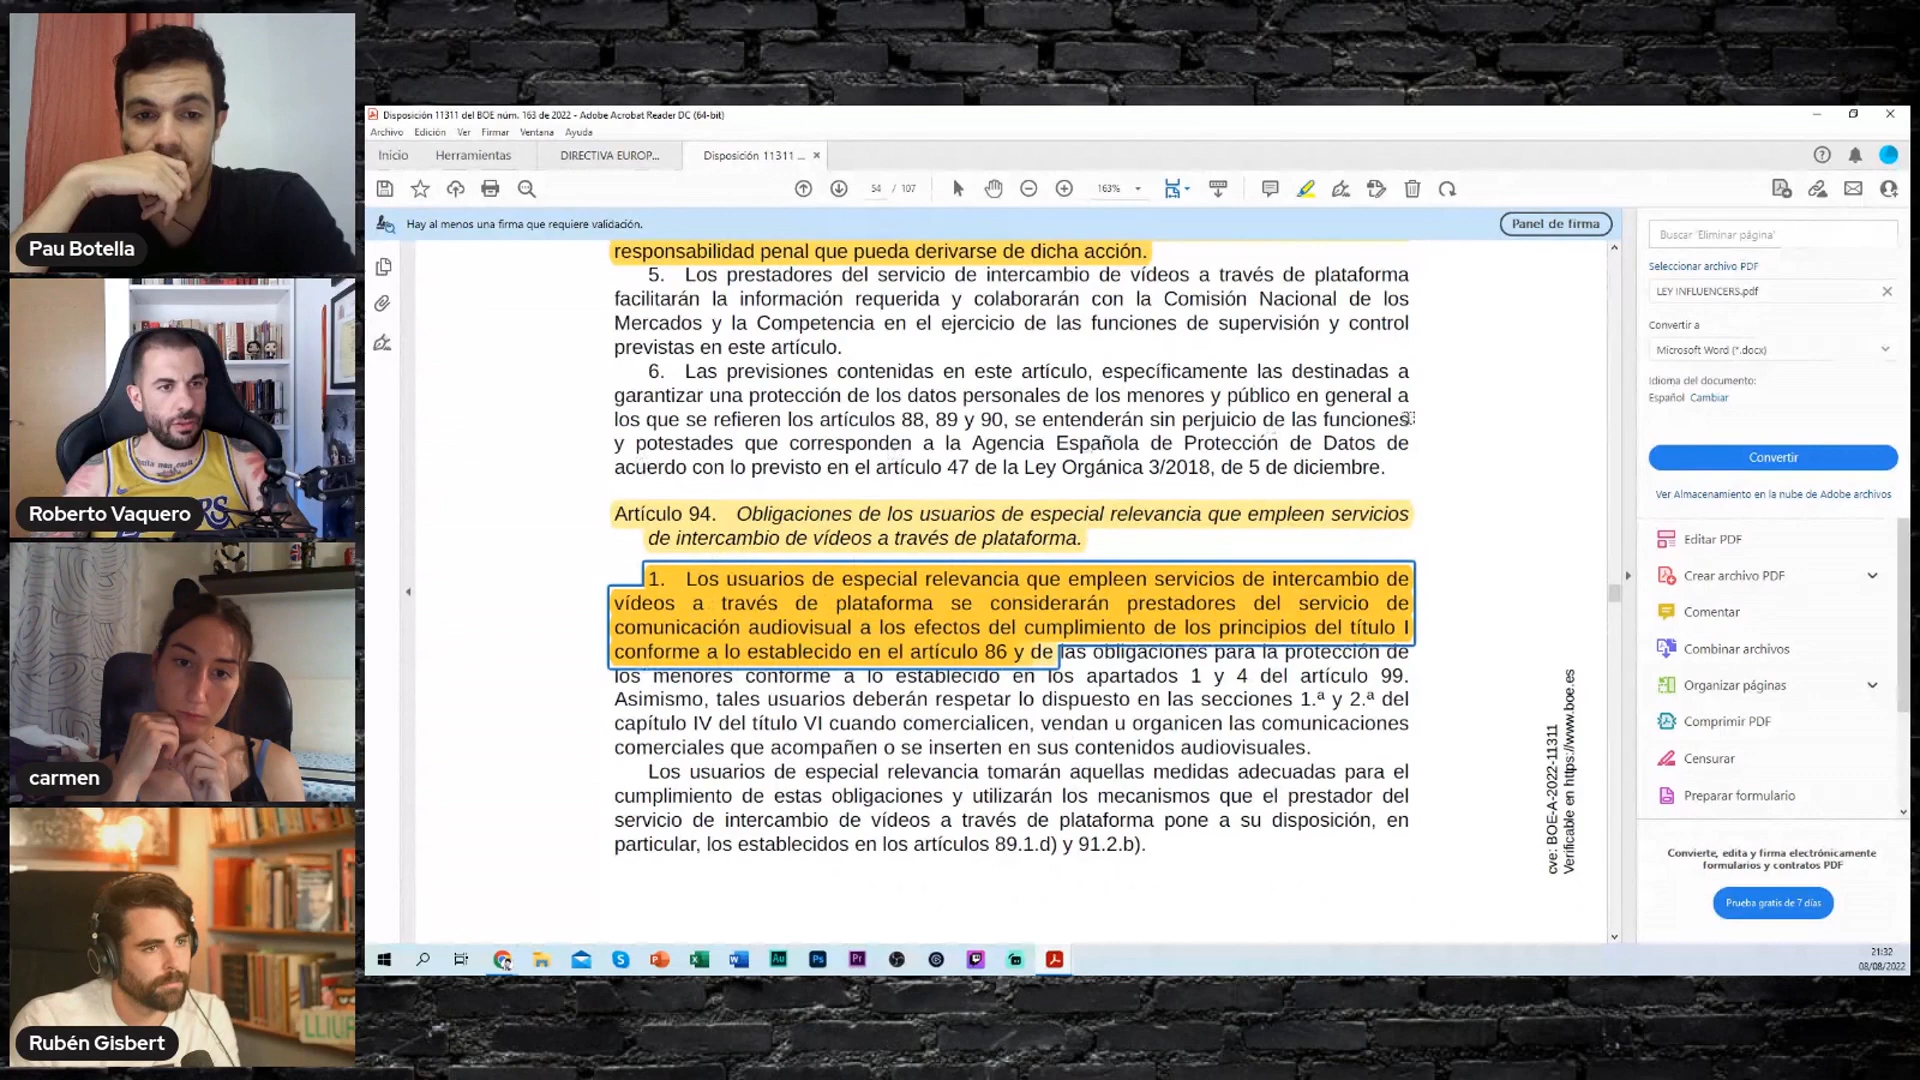 Pau Botella
Roberto Vaquero
carmen
Rubén Gisbert
LLIUR
Disposición 11311 del BOE núm. 163 de 2022 - Adobe Acrobat Reader DC (64-bit)
Archivo Edición Ver Firmar Ventana Ayuda
Inicio Herramientas DIRECTIVA EUROP... Disposición 11311 ... ×
54 / 107 163%
Hay al menos una firma que requiere validación.
Panel de firma
responsabilidad penal que pueda derivarse de dicha acción.
5. Los prestadores del servicio de intercambio de vídeos a través de plataforma
facilitarán la información requerida y colaborarán con la Comisión Nacional de los
Mercados y la Competencia en el ejercicio de las funciones de supervisión y control
previstas en este artículo.
6. Las previsiones contenidas en este artículo, específicamente las destinadas a
garantizar una protección de los datos personales de los menores y público en general a
los que se refieren los artículos 88, 89 y 90, se entenderán sin perjuicio de las funciones
y potestades que corresponden a la Agencia Española de Protección de Datos de
acuerdo con lo previsto en el artículo 47 de la Ley Orgánica 3/2018, de 5 de diciembre.
Artículo 94. Obligaciones de los usuarios de especial relevancia que empleen servicios
de intercambio de vídeos a través de plataforma.
1. Los usuarios de especial relevancia que empleen servicios de intercambio de
vídeos a través de plataforma se considerarán prestadores del servicio de
comunicación audiovisual a los efectos del cumplimiento de los principios del título I
conforme a lo establecido en el artículo 86 y de las obligaciones para la protección de
los menores conforme a lo establecido en los apartados 1 y 4 del artículo 99.
Asimismo, tales usuarios deberán respetar lo dispuesto en las secciones 1.ª y 2.ª del
capítulo IV del título VI cuando comercialicen, vendan u organicen las comunicaciones
comerciales que acompañen o se inserten en sus contenidos audiovisuales.
Los usuarios de especial relevancia tomarán aquellas medidas adecuadas para el
cumplimiento de estas obligaciones y utilizarán los mecanismos que el prestador del
servicio de intercambio de vídeos a través de plataforma pone a su disposición, en
particular, los establecidos en los artículos 89.1.d) y 91.2.b).
cve: BOE-A-2022-11311
Verificable en https://www.boe.es
Buscar 'Eliminar página'
Seleccionar archivo PDF
LEY INFLUENCERS.pdf
Convertir a
Microsoft Word (*.docx)
Idioma del documento:
Español Cambiar
Convertir
Ver Almacenamiento en la nube de Adobe archivos
Editar PDF
Crear archivo PDF
Comentar
Combinar archivos
Organizar páginas
Comprimir PDF
Censurar
Preparar formulario
Convierte, edita y firma electrónicamente
formularios y contratos PDF
Prueba gratis de 7 días
Au Ps Pr
21:32
08/08/2022